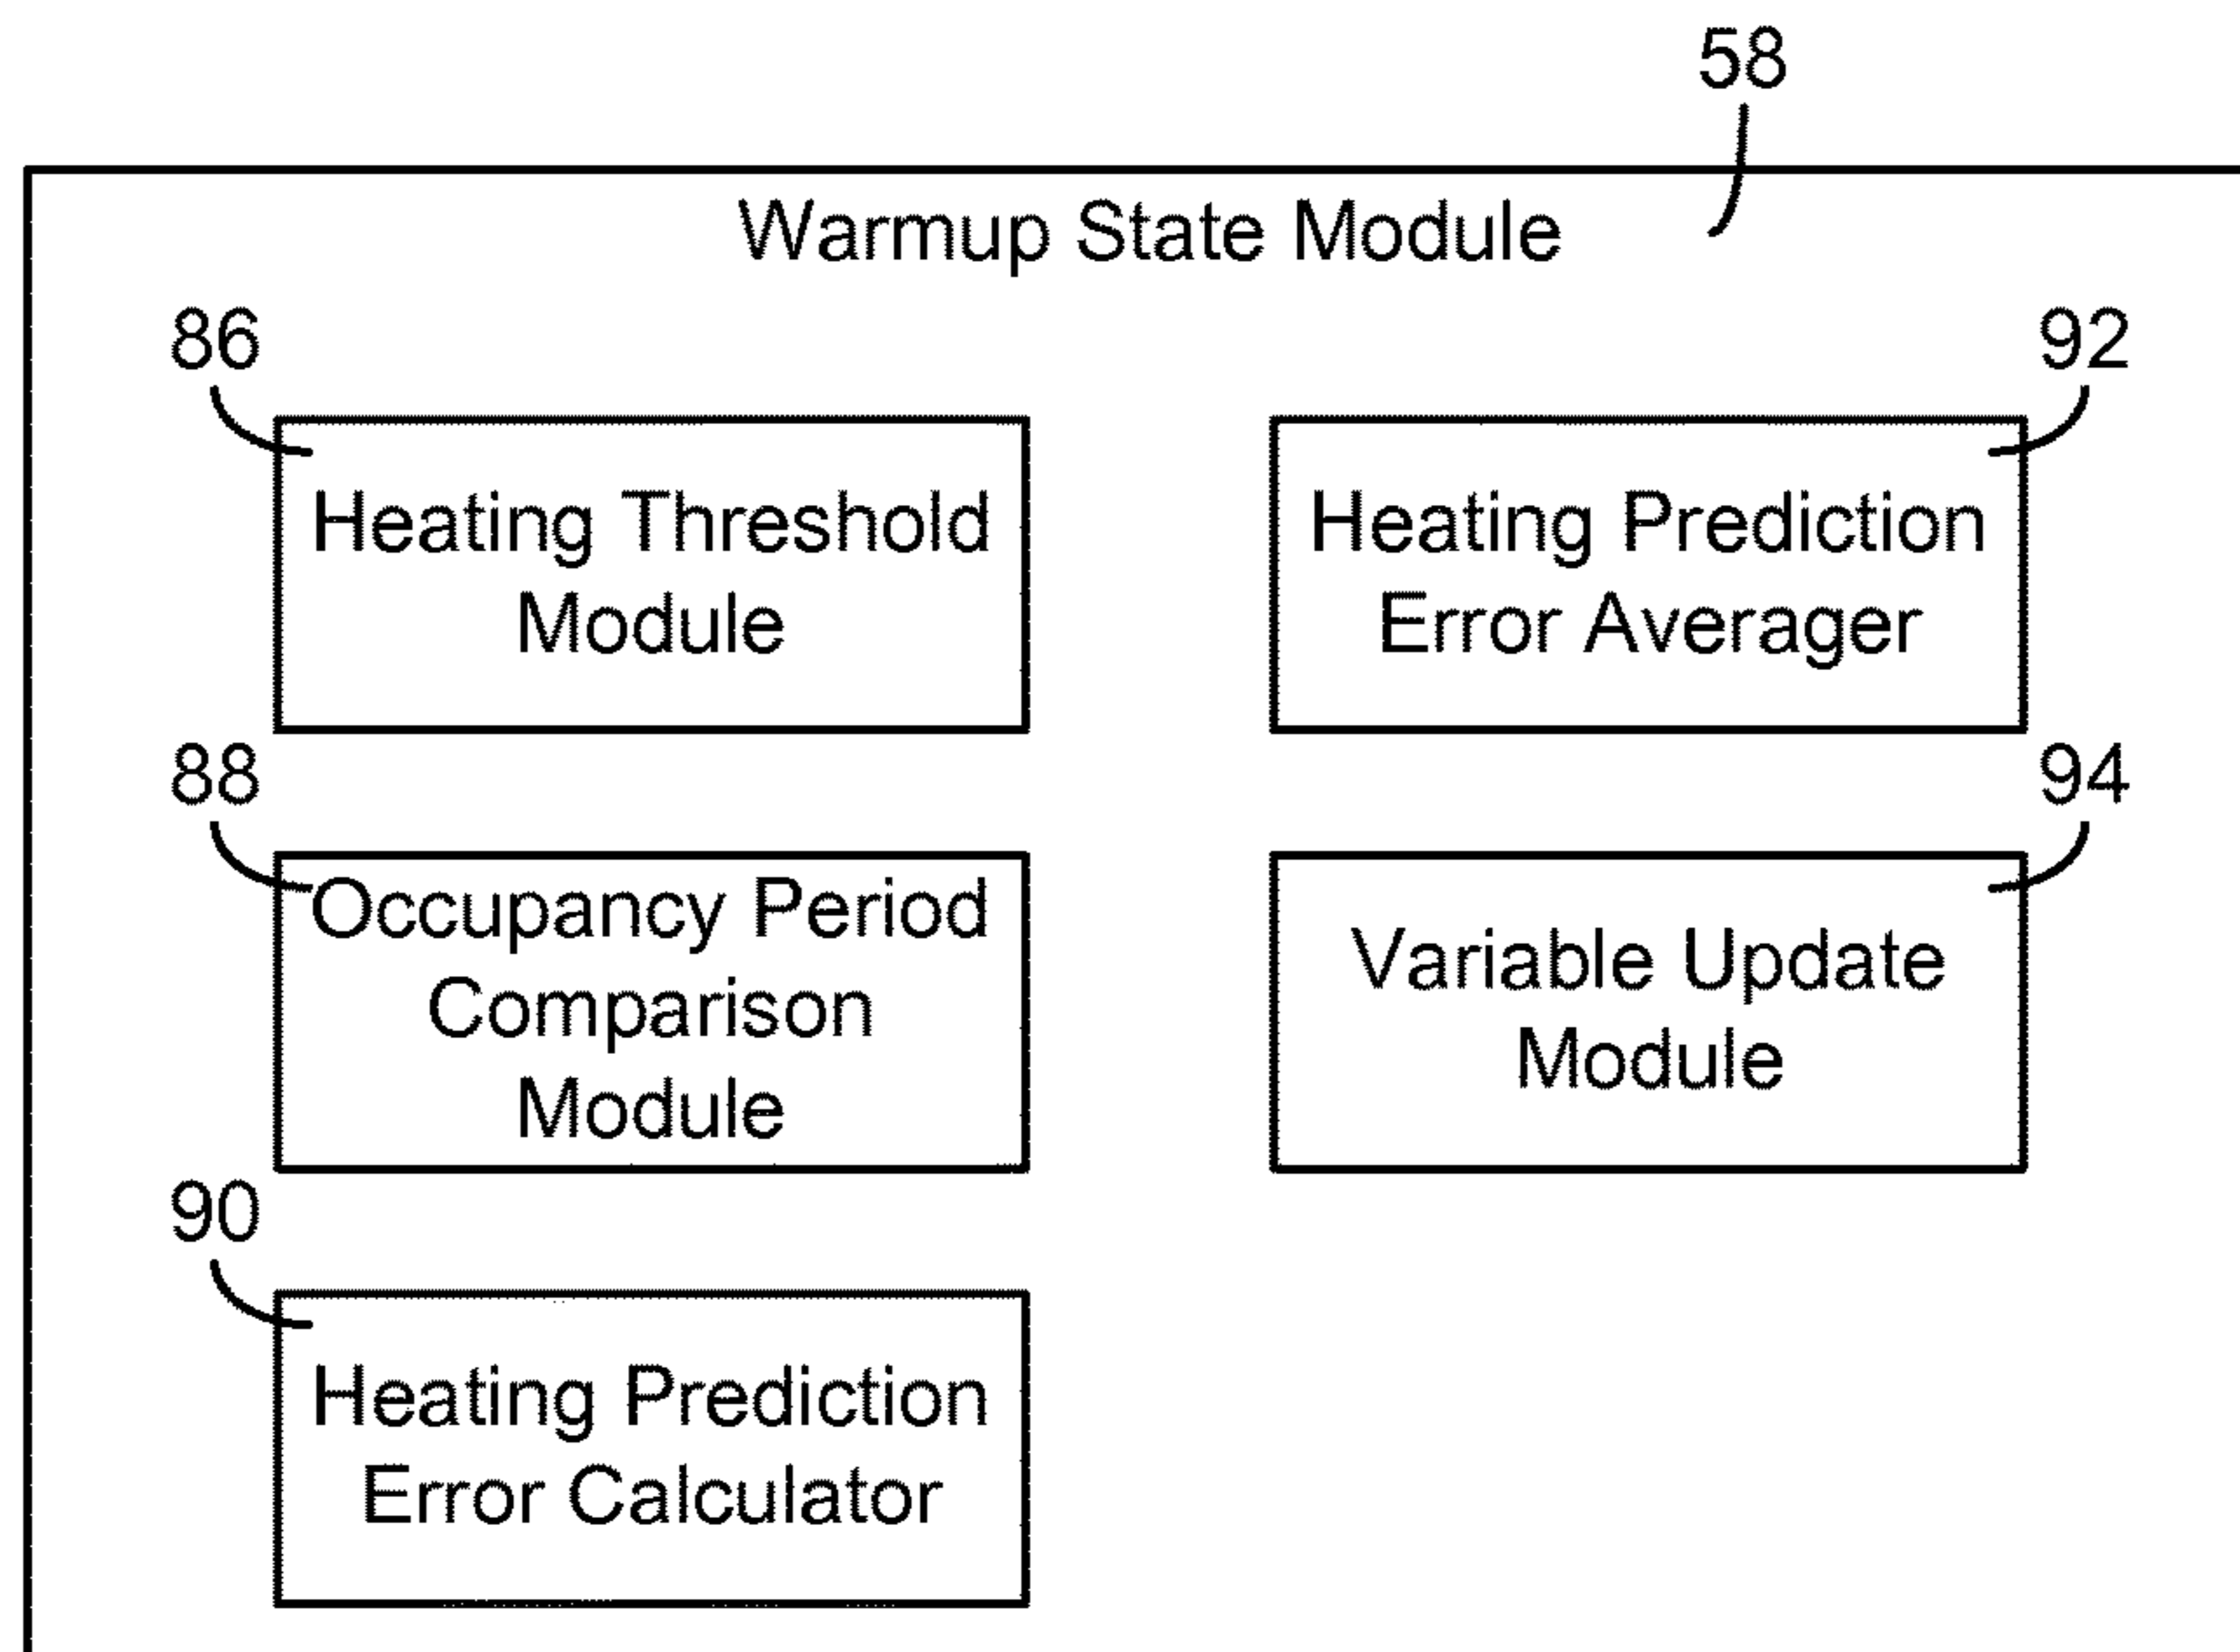 58
Warmup State Module
86
Heating Threshold
Module
92
Heating Prediction
Error Averager
88
Occupancy Period
Comparison
Module
94
Variable Update
Module
90
Heating Prediction
Error Calculator